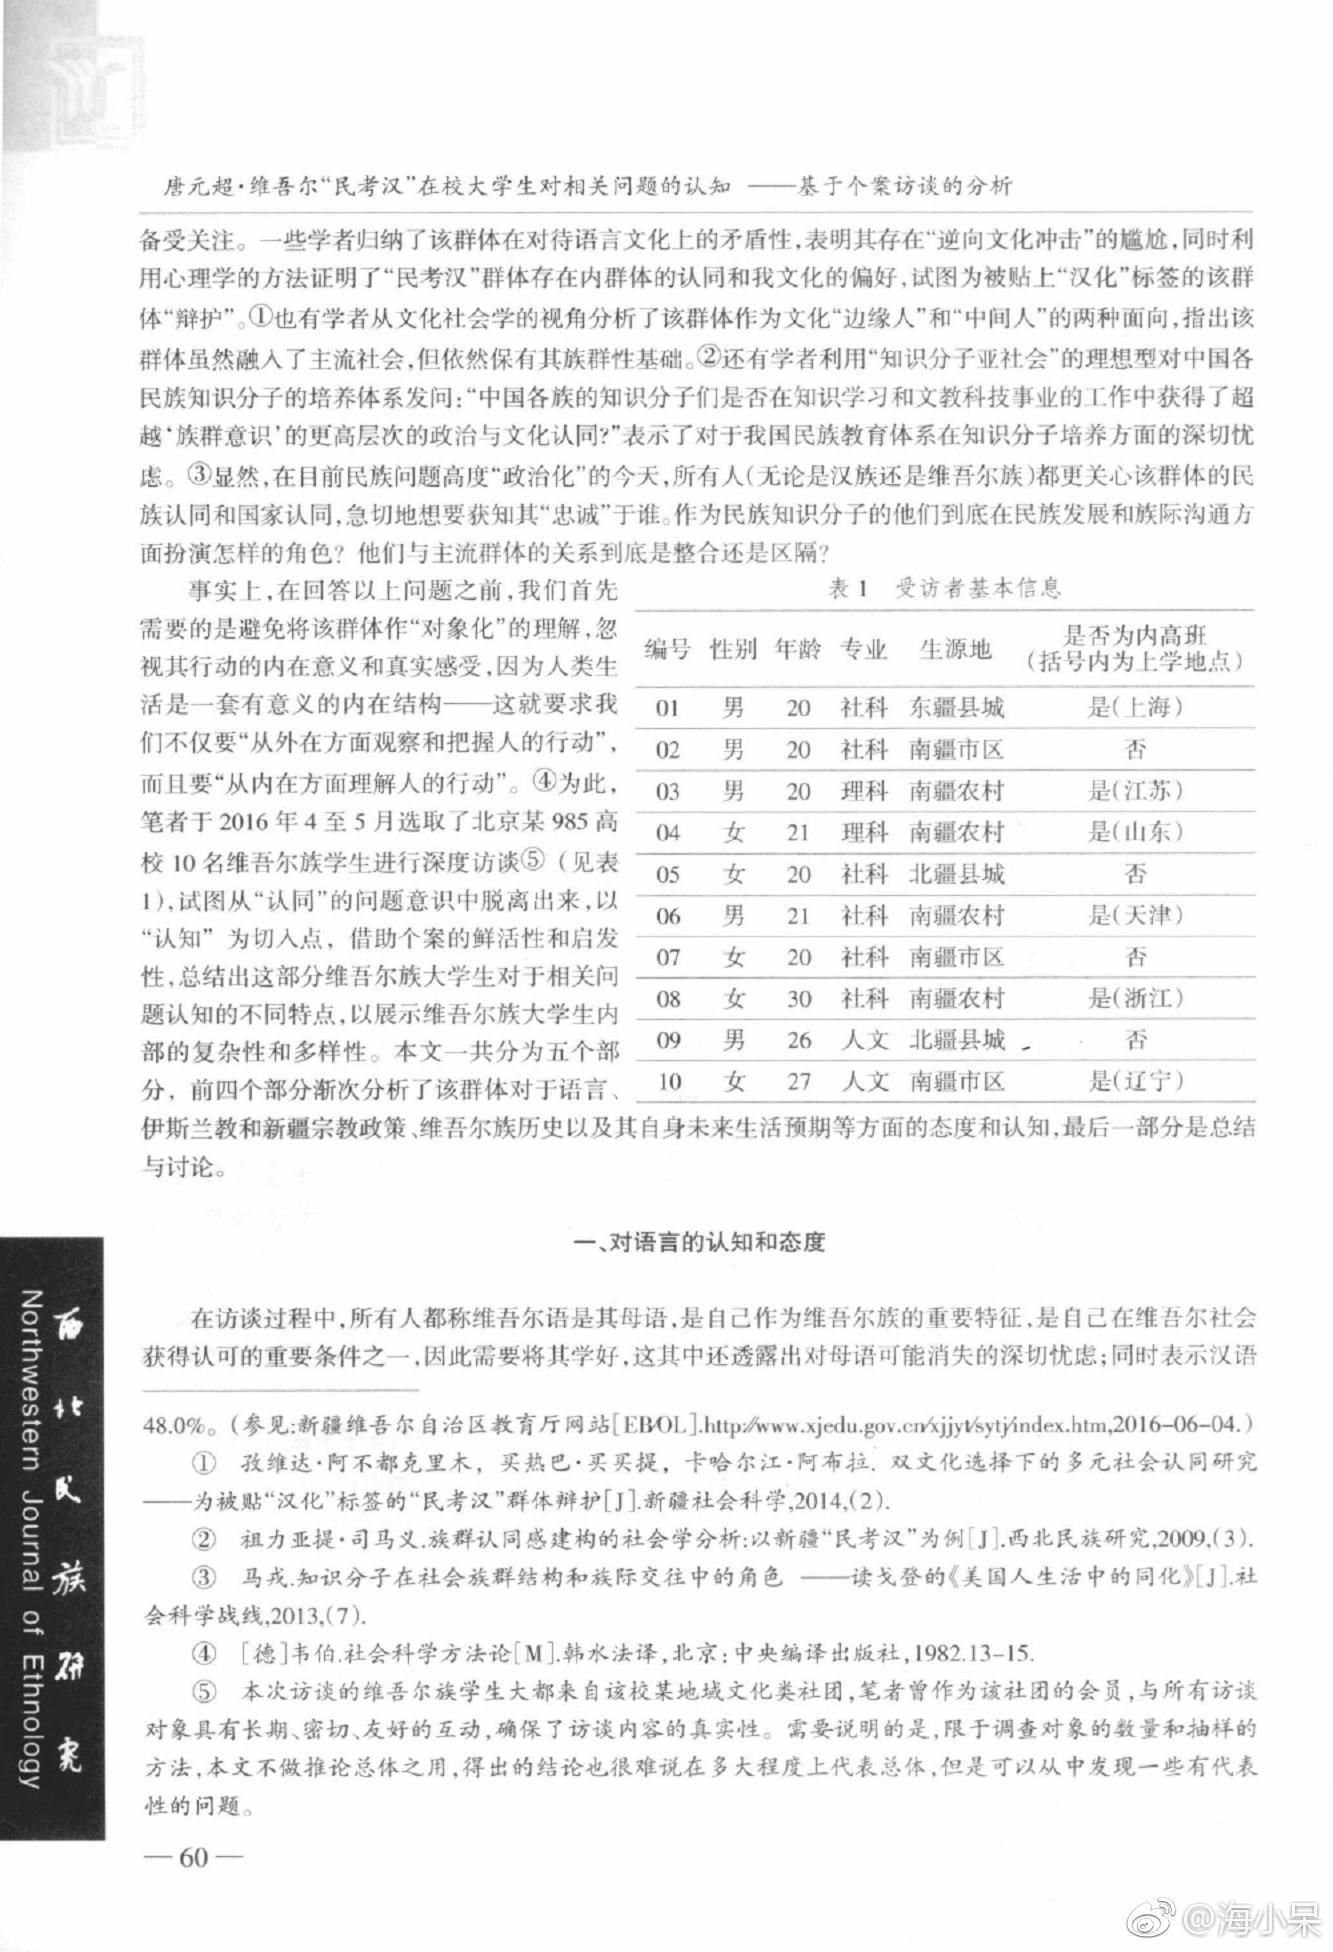 唐元超·维吾尔“民考汉”在校大学生对相关问题的认知 ——基于个案访谈的分析
备受关注。一些学者归纳了该群体在对待语言文化上的矛盾性,表明其存在“逆向文化冲击”的尴尬,同时利
用心理学的方法证明了“民考汉”群体存在内群体的认同和我文化的偏好,试图为被贴上“汉化”标签的该群
体“辩护”。①也有学者从文化社会学的视角分析了该群体作为文化“边缘人”和“中间人”的两种面向,指出该
群体虽然融入了主流社会,但依然保有其族群性基础。②还有学者利用“知识分子亚社会”的理想型对中国各
民族知识分子的培养体系发问:“中国各族的知识分子们是否在知识学习和文教科技事业的工作中获得了超
越‘族群意识’的更高层次的政治与文化认同?”表示了对于我国民族教育体系在知识分子培养方面的深切忧
虑。③显然,在目前民族问题高度“政治化”的今天,所有人(无论是汉族还是维吾尔族)都更关心该群体的民
族认同和国家认同,急切地想要获知其“忠诚”于谁。作为民族知识分子的他们到底在民族发展和族际沟通方
面扮演怎样的角色? 他们与主流群体的关系到底是整合还是区隔?
事实上,在回答以上问题之前,我们首先
需要的是避免将该群体作“对象化”的理解,忽
视其行动的内在意义和真实感受,因为人类生
活是一套有意义的内在结构——这就要求我
们不仅要“从外在方面观察和把握人的行动”,
而且要“从内在方面理解人的行动”。④为此,
笔者于 2016 年 4 至 5 月选取了北京某 985 高
校 10 名维吾尔族学生进行深度访谈⑤(见表
1),试图从“认同”的问题意识中脱离出来,以
“认知”为切入点,借助个案的鲜活性和启发
性,总结出这部分维吾尔族大学生对于相关问
题认知的不同特点,以展示维吾尔族大学生内
部的复杂性和多样性。本文一共分为五个部
分,前四个部分渐次分析了该群体对于语言、
表 1 受访者基本信息
编号 性别 年龄 专业 生源地 是否为内高班
(括号内为上学地点)
01 男 20 社科 东疆县城 是(上海)
02 男 20 社科 南疆市区 否
03 男 20 理科 南疆农村 是(江苏)
04 女 21 理科 南疆农村 是(山东)
05 女 20 社科 北疆县城 否
06 男 21 社科 南疆农村 是(天津)
07 女 20 社科 南疆市区 否
08 女 30 社科 南疆农村 是(浙江)
09 男 26 人文 北疆县城 否
10 女 27 人文 南疆市区 是(辽宁)
伊斯兰教和新疆宗教政策、维吾尔族历史以及其自身未来生活预期等方面的态度和认知,最后一部分是总结
与讨论。
一、对语言的认知和态度
在访谈过程中,所有人都称维吾尔语是其母语,是自己作为维吾尔族的重要特征,是自己在维吾尔社会
获得认可的重要条件之一,因此需要将其学好,这其中还透露出对母语可能消失的深切忧虑;同时表示汉语
48.0%。(参见:新疆维吾尔自治区教育厅网站[EB/OL].http://www.xjedu.gov.cn/xjjyt/sytj/index.htm,2016-06-04.)
① 孜维达·阿不都克里木, 买热巴·买买提, 卡哈尔江·阿布拉. 双文化选择下的多元社会认同研究
——为被贴“汉化”标签的“民考汉”群体辩护[J].新疆社会科学,2014,(2).
② 祖力亚提·司马义.族群认同感建构的社会学分析:以新疆“民考汉”为例[J].西北民族研究,2009,(3).
③ 马戎.知识分子在社会族群结构和族际交往中的角色 ——读戈登的《美国人生活中的同化》[J].社
会科学战线,2013,(7).
④ [德]韦伯.社会科学方法论[M].韩水法译,北京:中央编译出版社,1982.13-15.
⑤ 本次访谈的维吾尔族学生大都来自该校某地域文化类社团,笔者曾作为该社团的会员,与所有访谈
对象具有长期、密切、友好的互动,确保了访谈内容的真实性。需要说明的是,限于调查对象的数量和抽样的
方法,本文不做推论总体之用,得出的结论也很难说在多大程度上代表总体,但是可以从中发现一些有代表
性的问题。
—60—
西北民族研究
Northwestern Journal of Ethnology
@海小呆